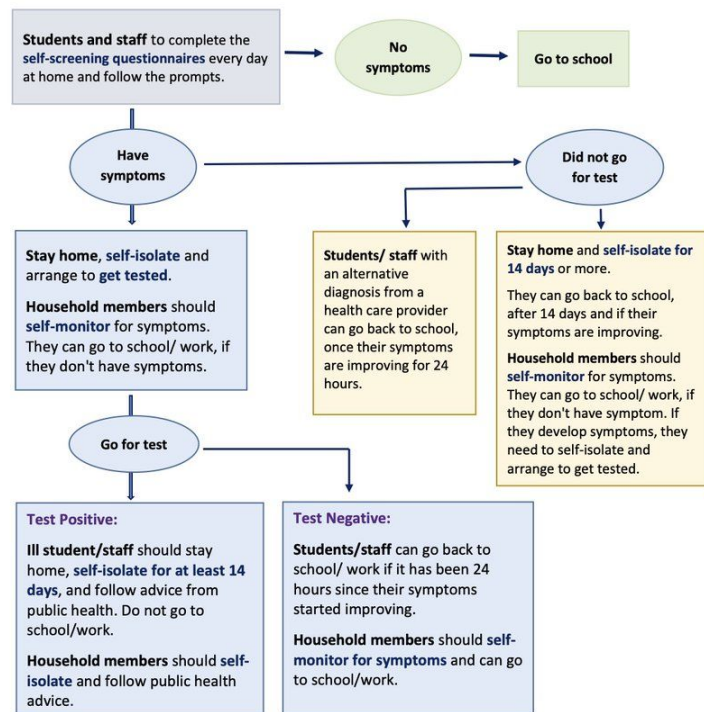 Students and staff to complete the
self-screening questionnaires every day
at home and follow the prompts.
No
symptoms
Go to school
Have
symptoms
Did not go
for test
Stay home, self-isolate and
arrange to get tested.
Household members should
self-monitor for symptoms.
They can go to school/ work, if
they don't have symptoms.
Students/ staff with
an alternative
diagnosis from a
health care provider
can go back to school,
once their symptoms
are improving for 24
hours.
Stay home and self-isolate for
14 days or more.
They can go back to school,
after 14 days and if their
symptoms are improving.
Household members should
self-monitor for symptoms.
They can go to school/ work, if
they don't have symptom. If
they develop symptoms, they
need to self-isolate and
arrange to get tested.
Go for test
Test Positive:
Ill student/staff should stay
home, self-isolate for at least 14
days, and follow advice from
public health. Do not go to
school/work.
Household members should self-
isolate and follow public health
advice.
Test Negative:
Students/staff can go back to
school/ work if it has been 24
hours since their symptoms
started improving.
Household members should self-
monitor for symptoms and can go
to school/work.